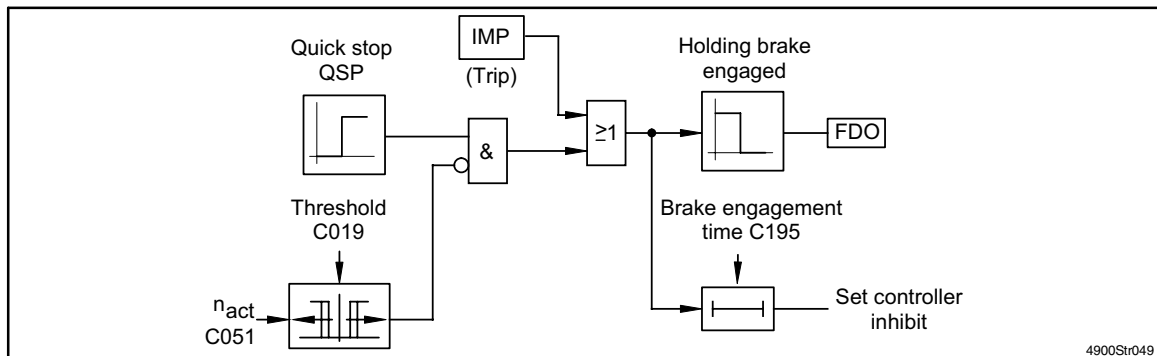 IMP
(Trip)
Quick stop
QSP
Holding brake
engaged
&
≥1
FDO
Threshold
C019
Brake engagement
time C195
n_act
C051
Set controller
inhibit
4900Str049